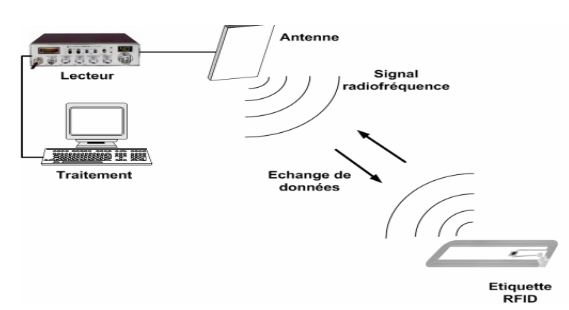 Antenne
Lecteur
Signal
radiofréquence
Traitement
Echange de
données
Etiquette
RFID